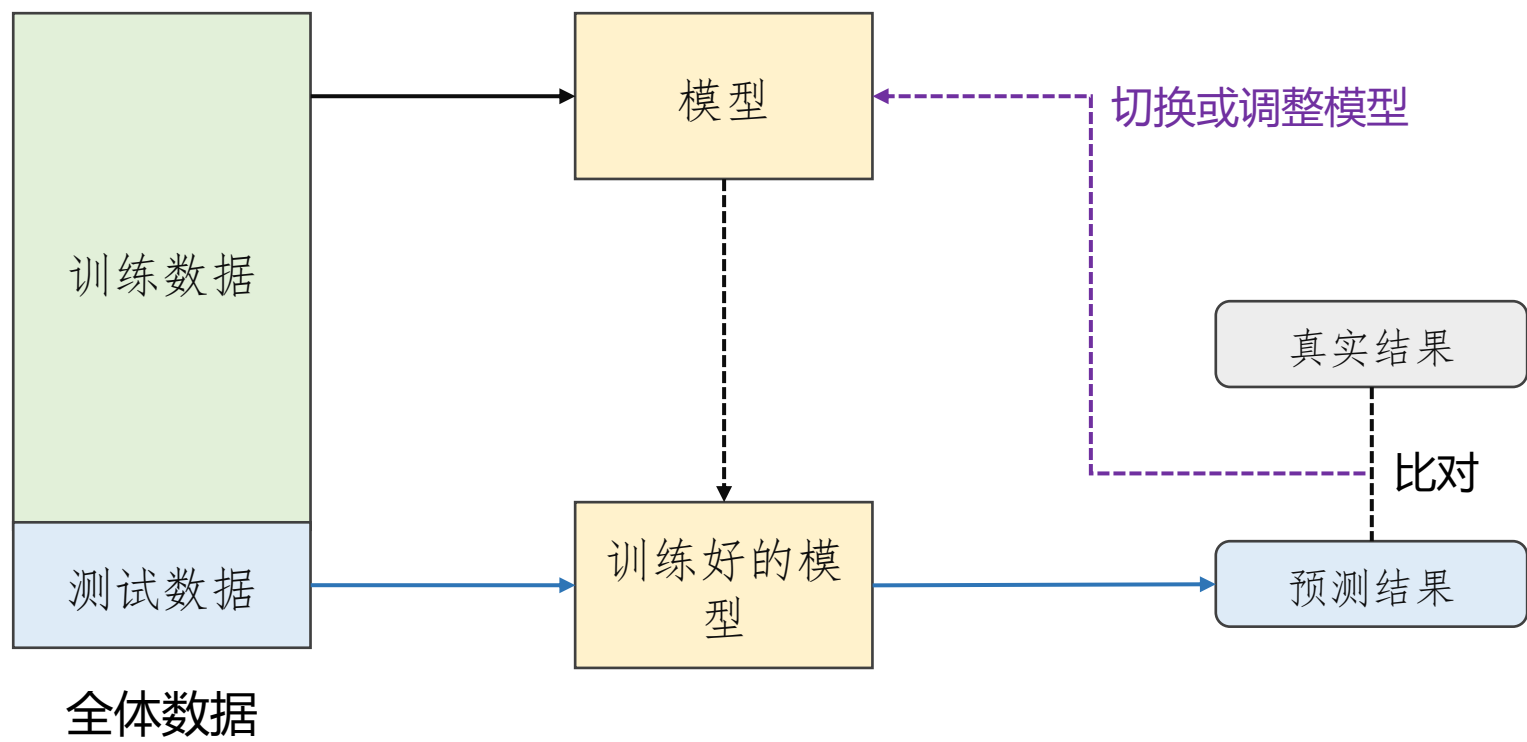 模型
切换或调整模型
训练数据
真实结果
比对
测试数据
训练好的模
型
预测结果
全体数据